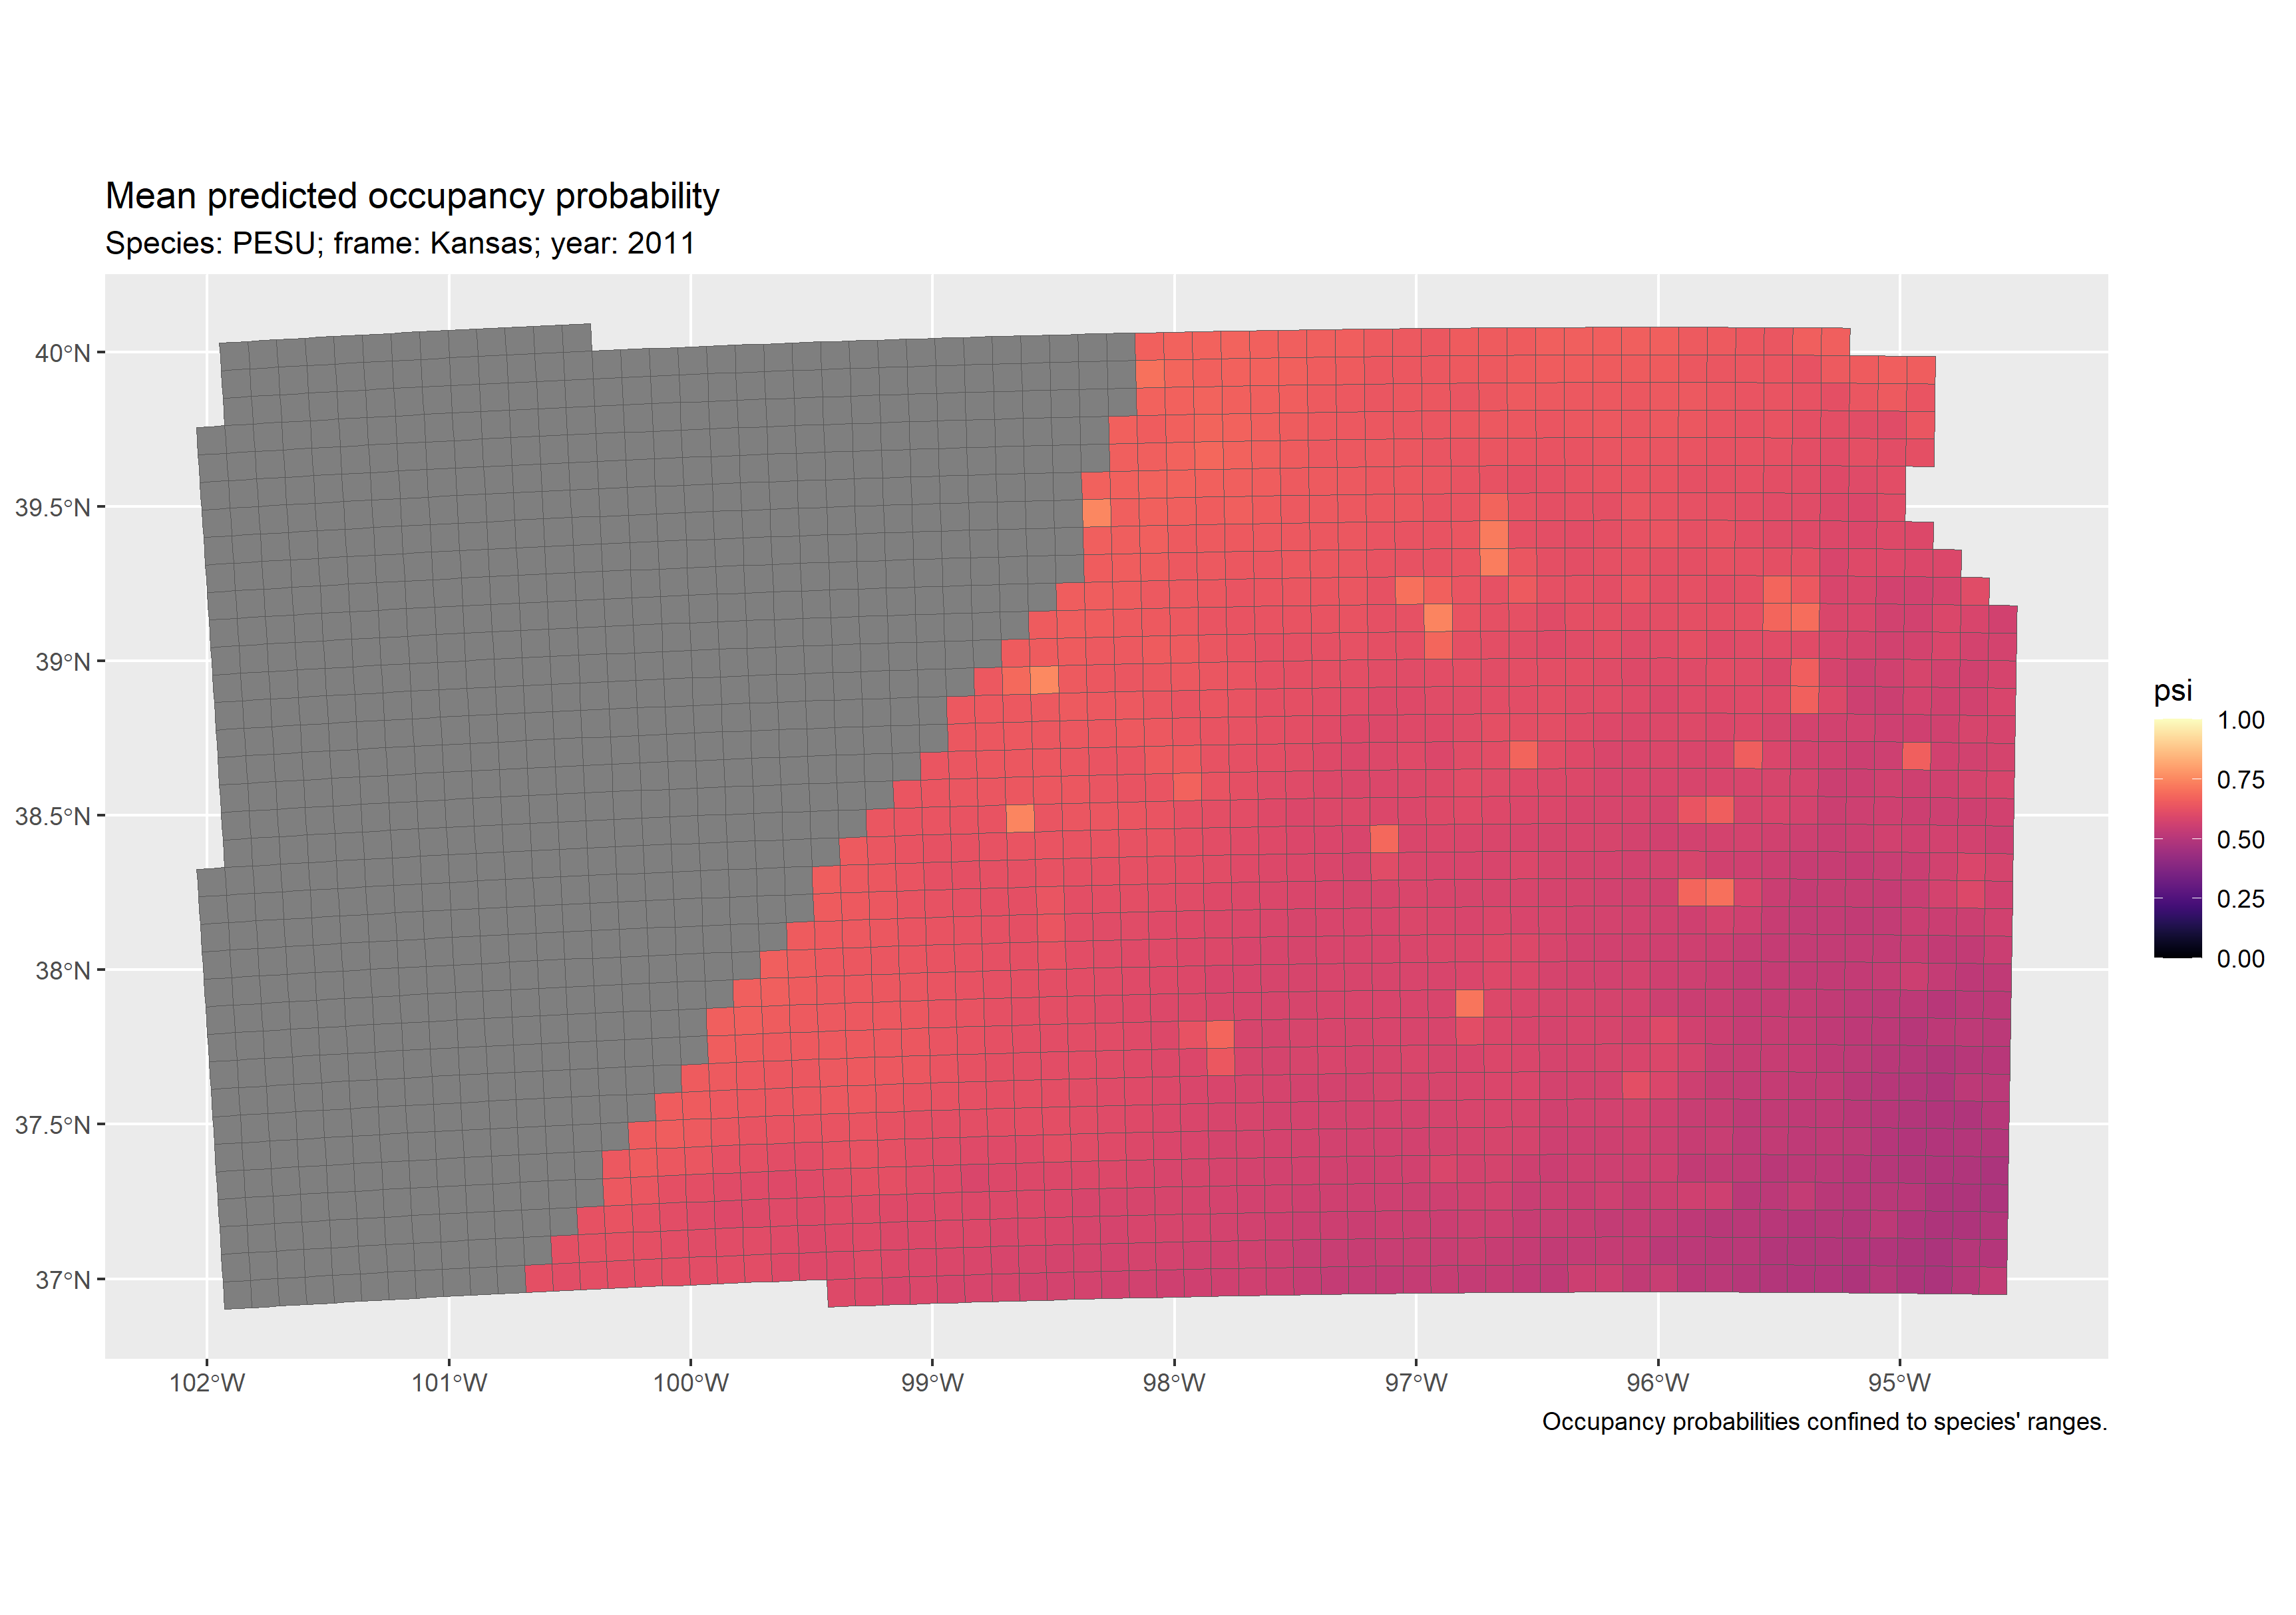 Mean predicted occupancy probability
Species: PESU; frame: Kansas; year: 2011
40°N
39.5°N
39°N
38.5°N
38°N
37.5°N
37°N
102°W
101°W
100°W
99°W
98°W
97°W
96°W
95°W
psi
1.00
0.75
0.50
0.25
0.00
Occupancy probabilities confined to species' ranges.